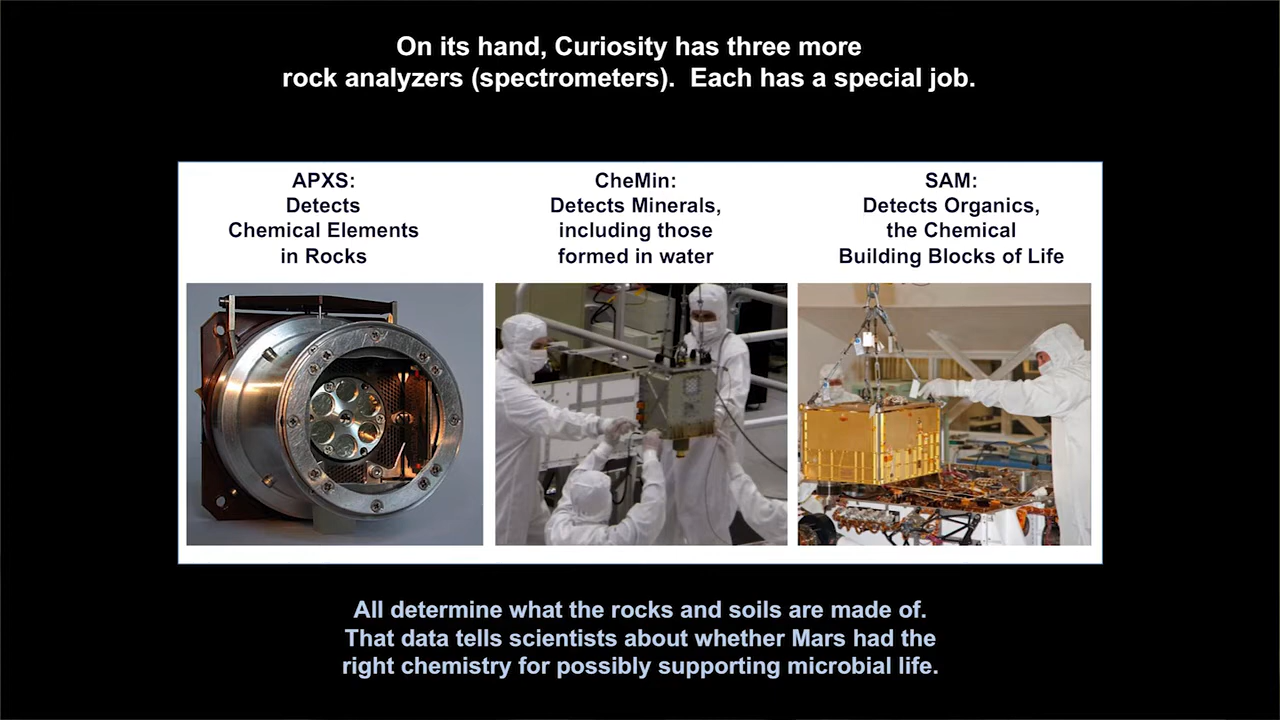 On its hand, Curiosity has three more
rock analyzers (spectrometers).  Each has a special job.
APXS:
Detects
Chemical Elements
in Rocks
CheMin:
Detects Minerals,
including those
formed in water
SAM:
Detects Organics,
the Chemical
Building Blocks of Life
All determine what the rocks and soils are made of.
That data tells scientists about whether Mars had the
right chemistry for possibly supporting microbial life.